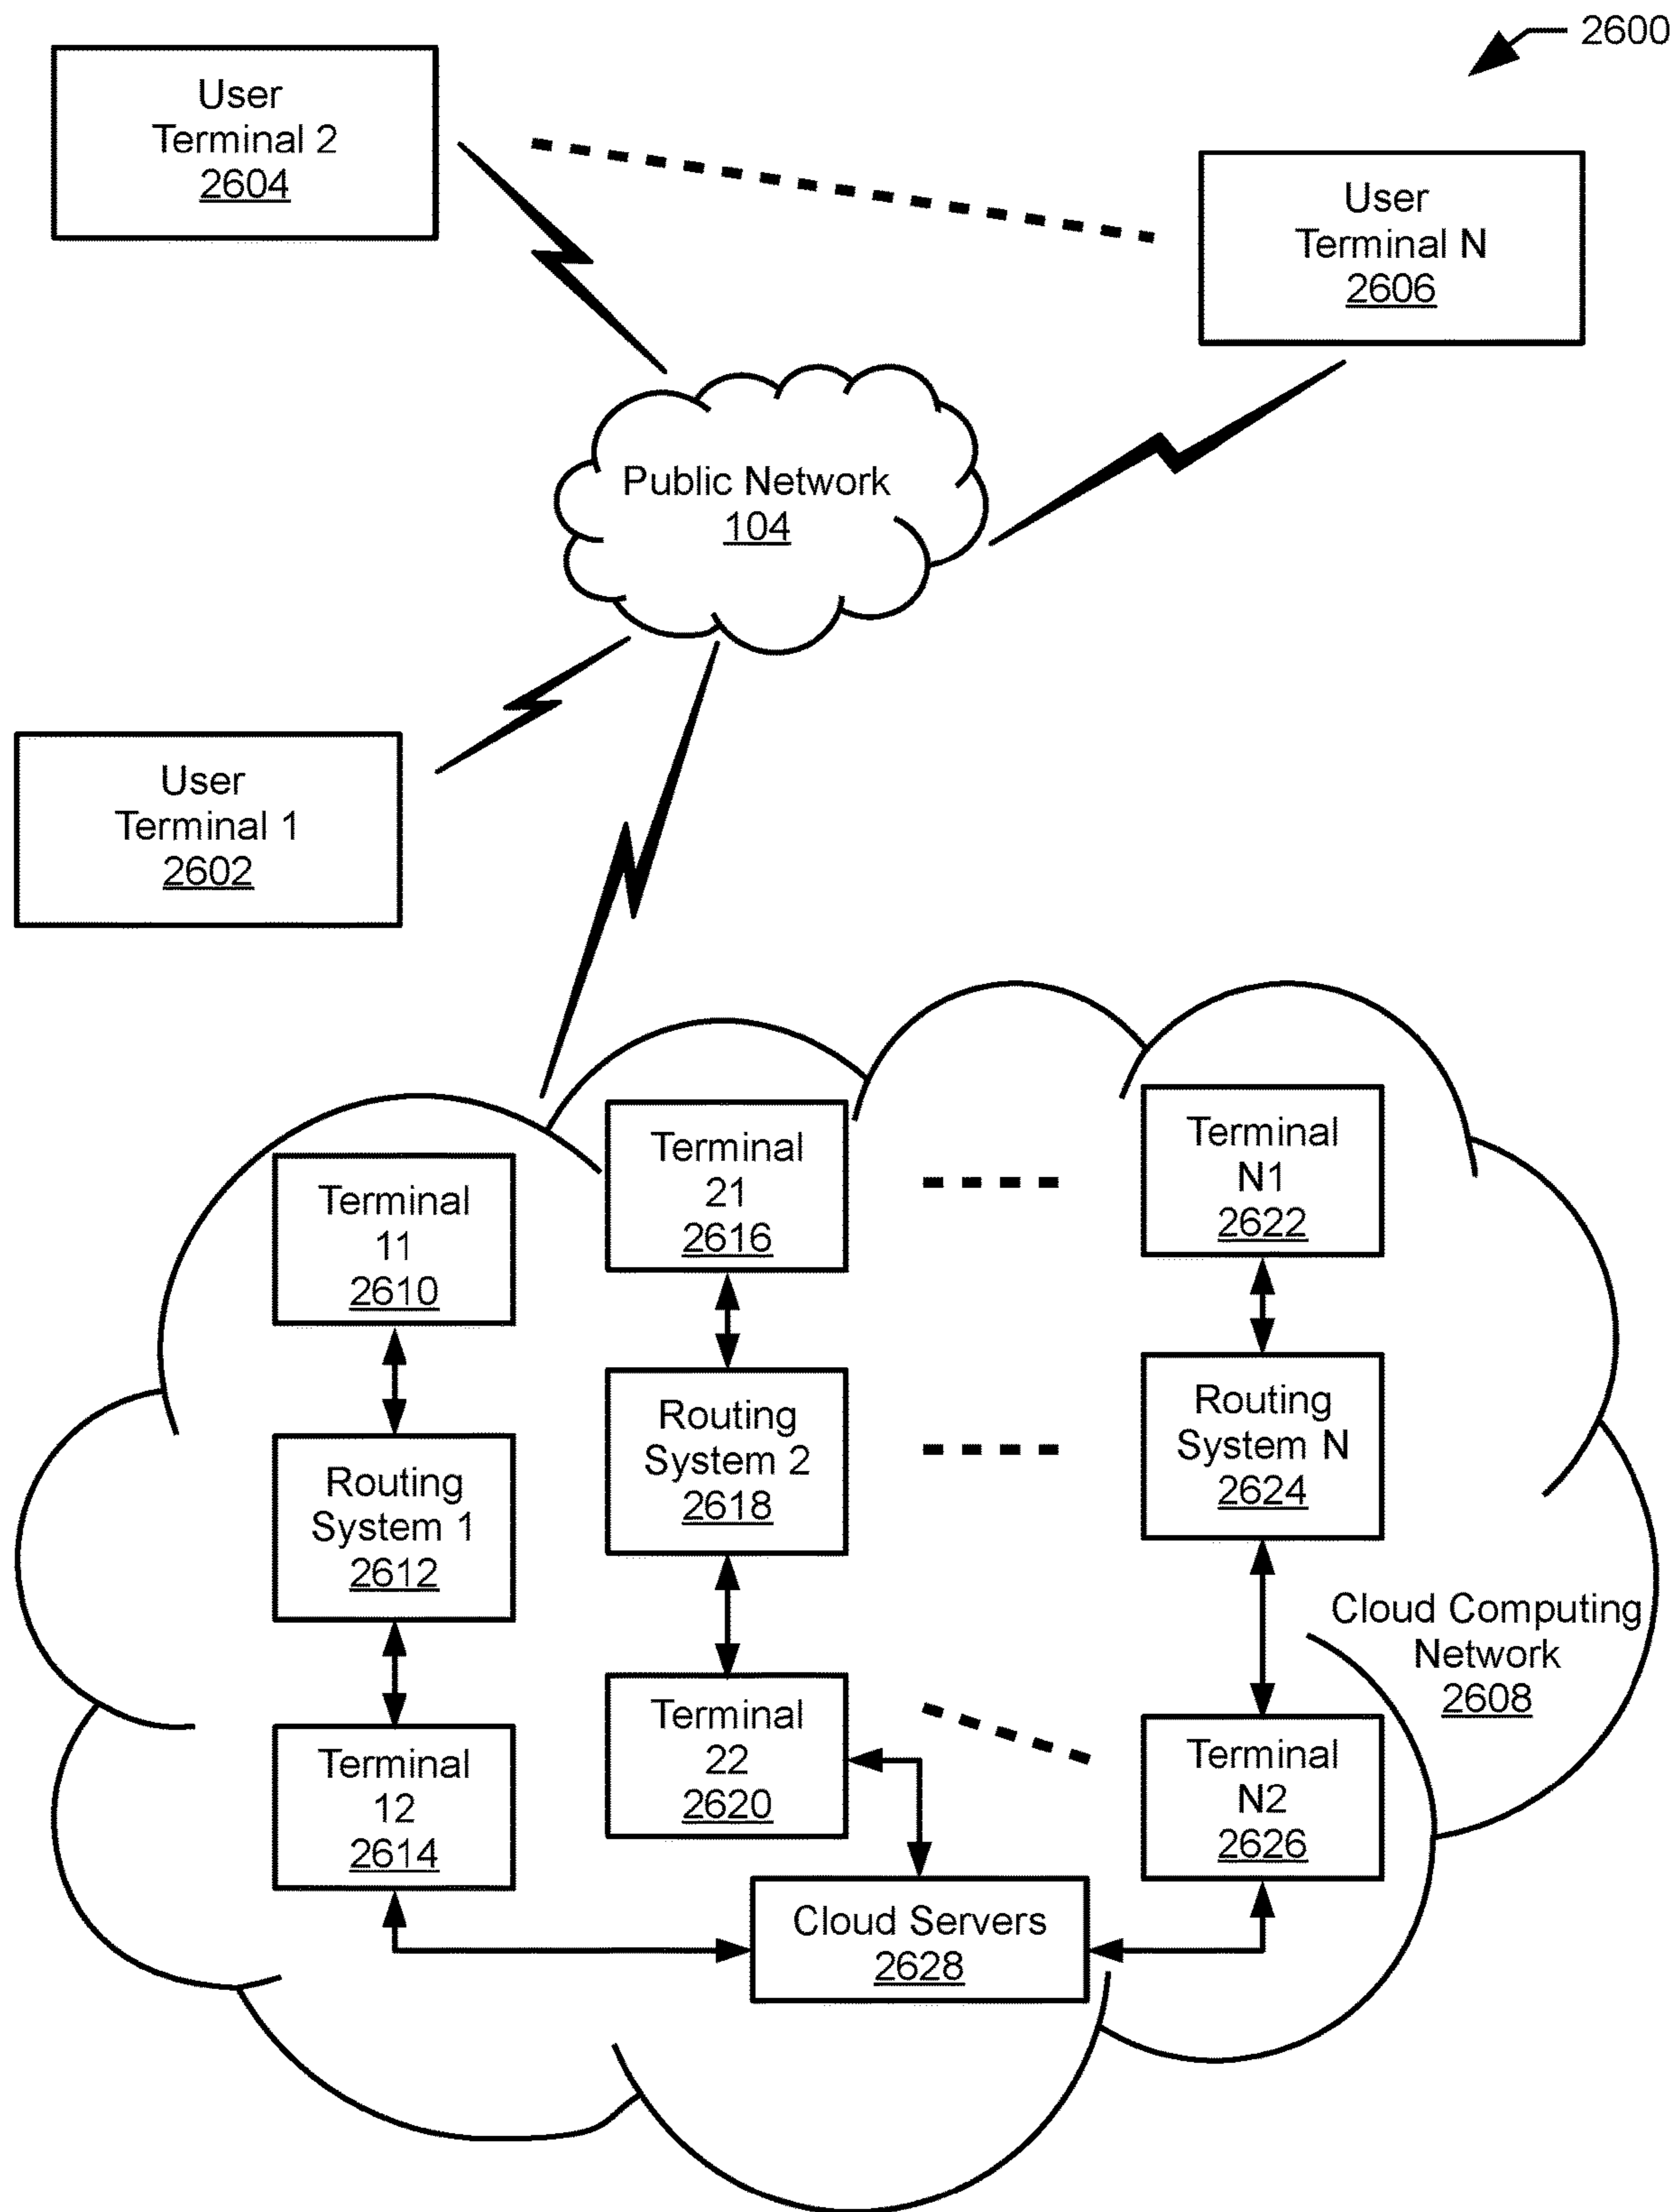 2600
User
Terminal 2
2604
User
Terminal N
2606
Public Network
104
User
Terminal 1
2602
Terminal
11
2610
Terminal
21
2616
Terminal
N1
2622
Routing
System 1
2612
Routing
System 2
2618
Routing
System N
2624
Cloud Computing
Network
2608
Terminal
12
2614
Terminal
22
2620
Terminal
N2
2626
Cloud Servers
2628